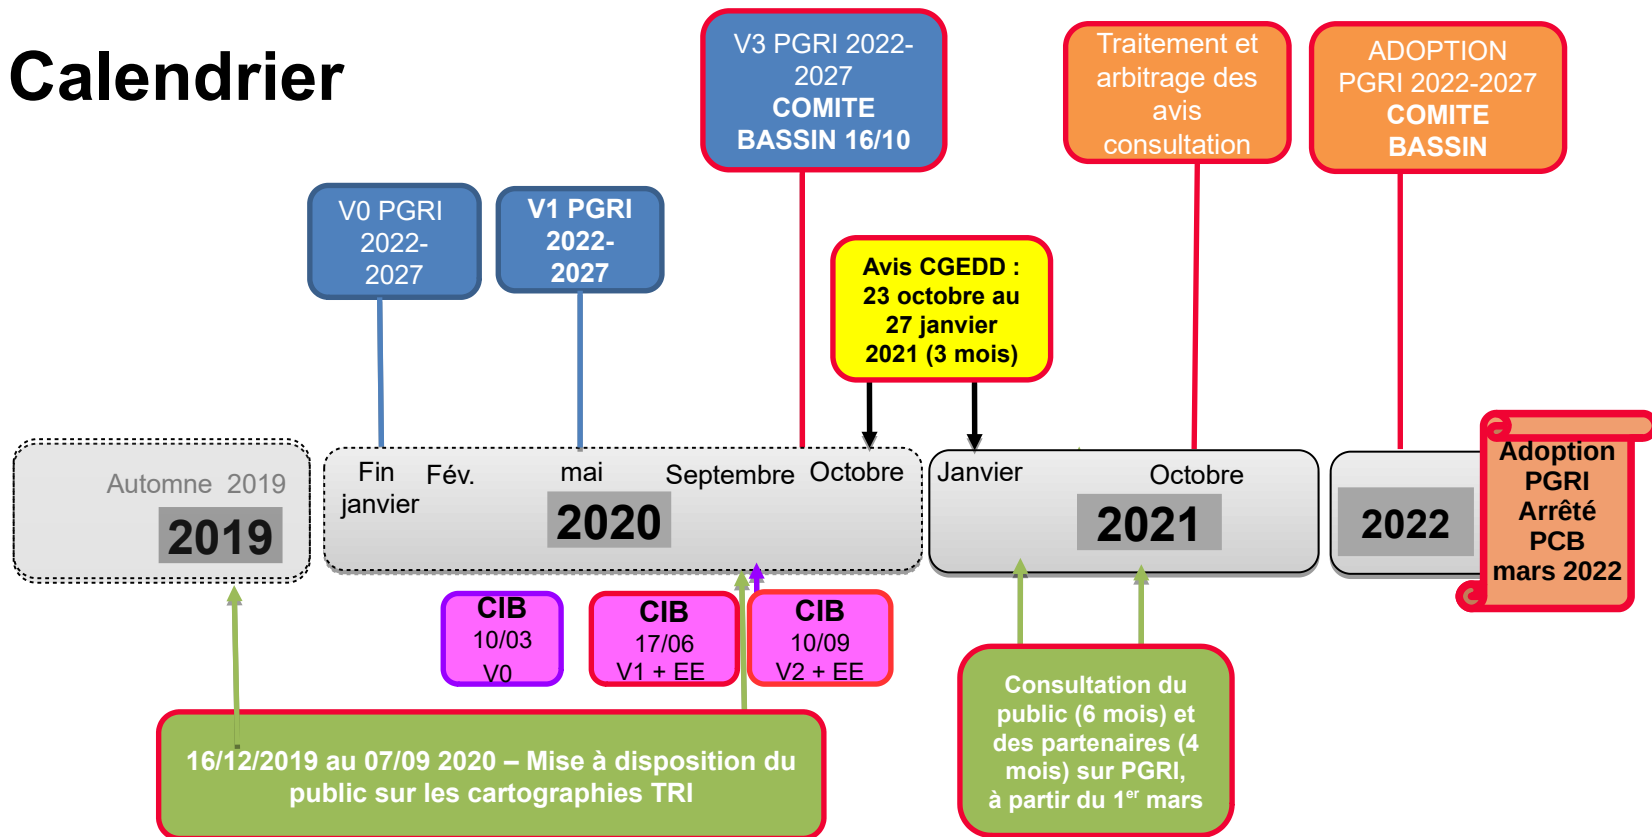 Calendrier
V3 PGRI 2022-
2027
COMITE
BASSIN 16/10
Traitement et
arbitrage des
avis
consultation
ADOPTION
PGRI 2022-2027
COMITE
BASSIN
V0 PGRI
2022-
2027
V1 PGRI
2022-
2027
Avis CGEDD :
23 octobre au
27 janvier
2021 (3 mois)
Automne 2019
2019
Fin
janvier
Fév.
mai
Septembre
Octobre
2020
Janvier
Octobre
2021
2022
Adoption
PGRI
Arrêté
PCB
mars 2022
CIB
10/03
V0
CIB
17/06
V1 + EE
CIB
10/09
V2 + EE
16/12/2019 au 07/09 2020 – Mise à disposition du
public sur les cartographies TRI
Consultation du
public (6 mois) et
des partenaires (4
mois) sur PGRI,
à partir du 1er mars